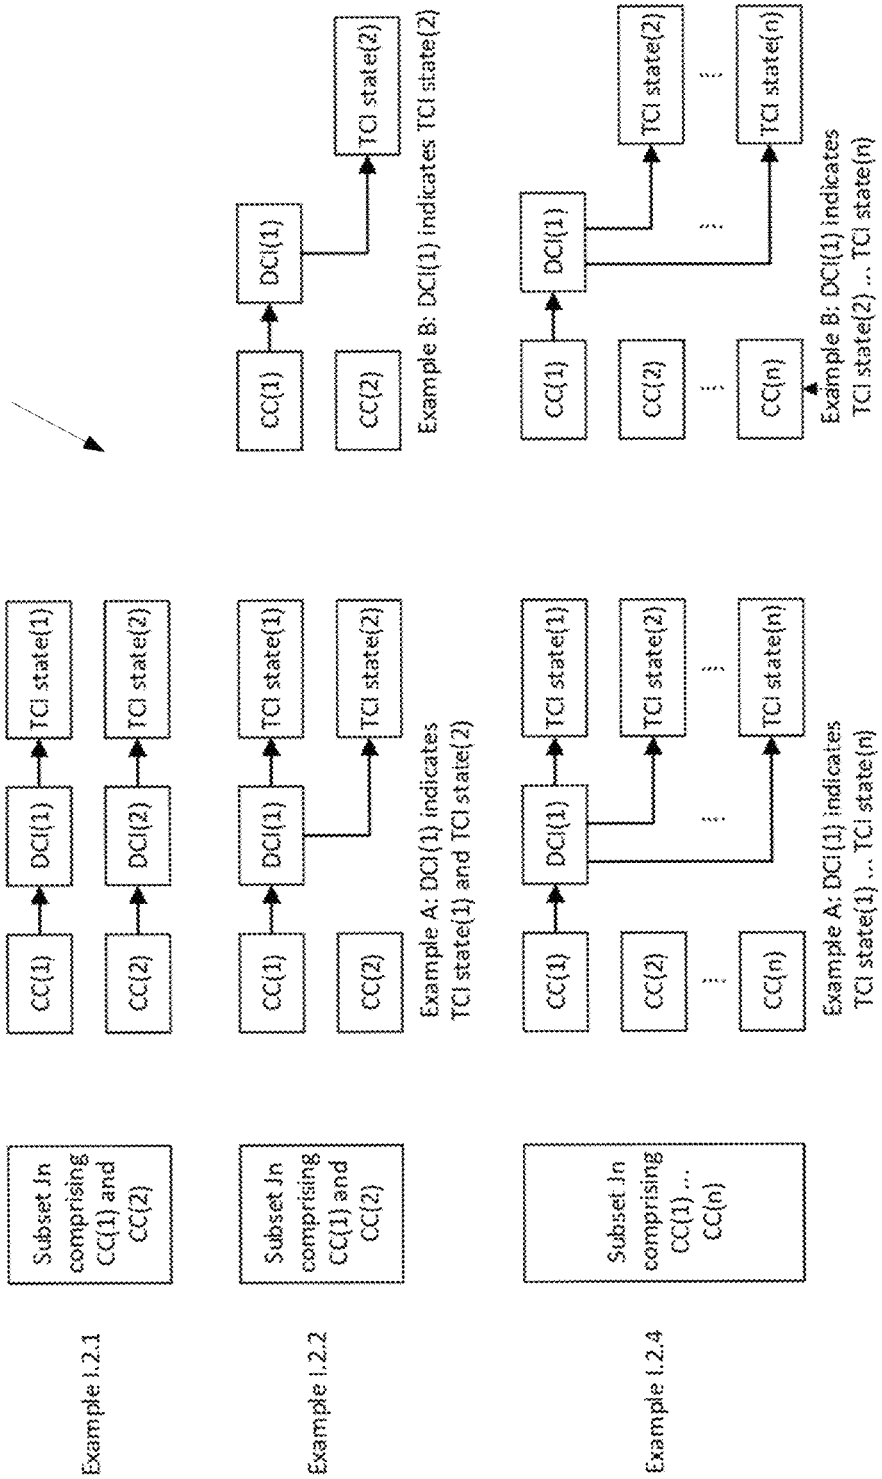 Example I.2.1
Subset Jn
comprising
CC(1) and
CC(2)
CC(1)
DCI(1)
TCI state(1)
CC(2)
DCI(2)
TCI state(2)
Example I.2.2
Subset Jn
comprising
CC(1) and
CC(2)
CC(1)
DCI(1)
TCI state(1)
CC(2)
TCI state(2)
Example A: DCI(1) indicates
TCI state(1) and TCI state(2)
CC(1)
DCI(1)
CC(2)
TCI state(2)
Example B: DCI(1) indicates TCI state(2)
Example I.2.4
Subset Jn
comprising
CC(1) ...
CC(n)
CC(1)
DCI(1)
TCI state(1)
CC(2)
TCI state(2)
...
...
...
CC(n)
TCI state(n)
Example A: DCI(1) indicates
TCI state(1) ... TCI state(n)
CC(1)
DCI(1)
CC(2)
TCI state(2)
...
...
...
CC(n)
TCI state(n)
Example B: DCI(1) indicates
TCI state(2) ... TCI state(n)